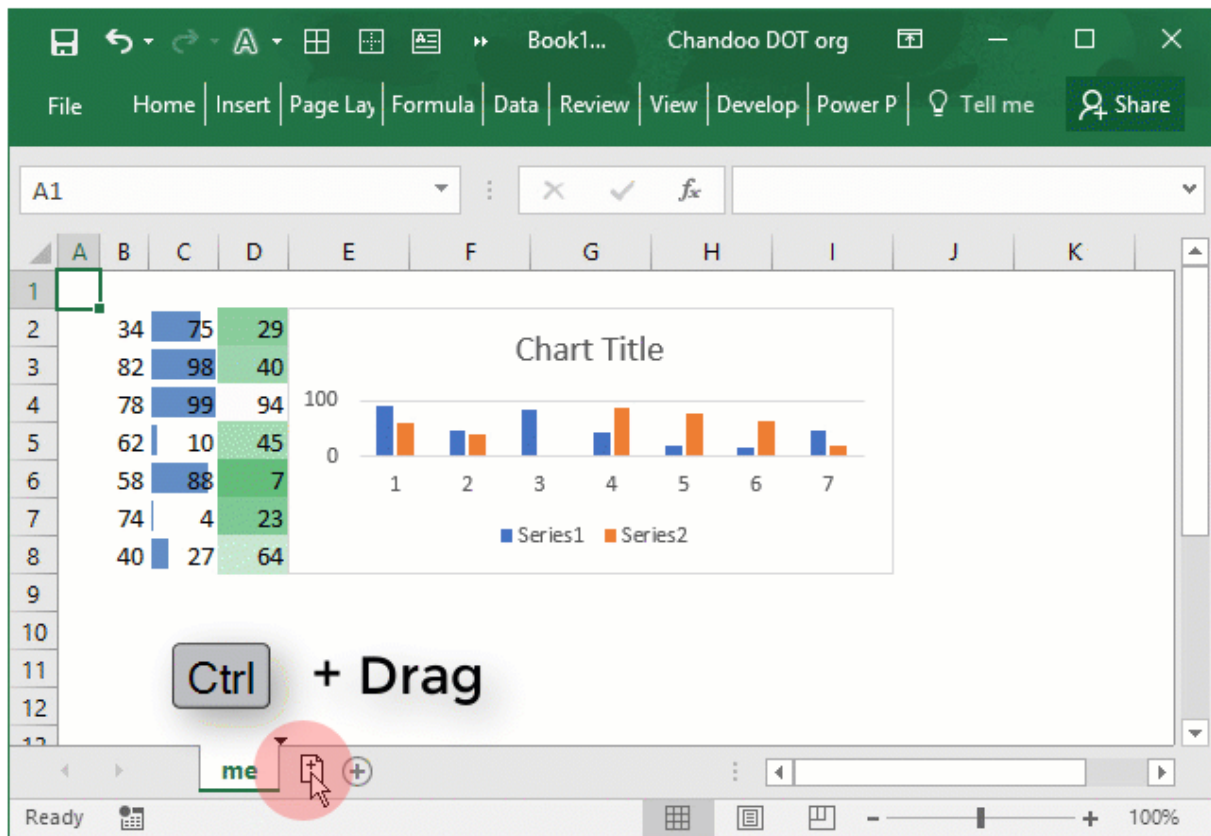 Book1... Chandoo DOT org
File Home Insert Page Lay Formula Data Review View Develop Power P Tell me Share
A1 fx
A B C D E F G H I J K
1
2 34 75 29
3 82 98 40
4 78 99 94
5 62 10 45
6 58 88 7
7 74 4 23
8 40 27 64
9
10
11
12
Chart Title
100
0
1 2 3 4 5 6 7
Series1 Series2
Ctrl + Drag
me
Ready 100%